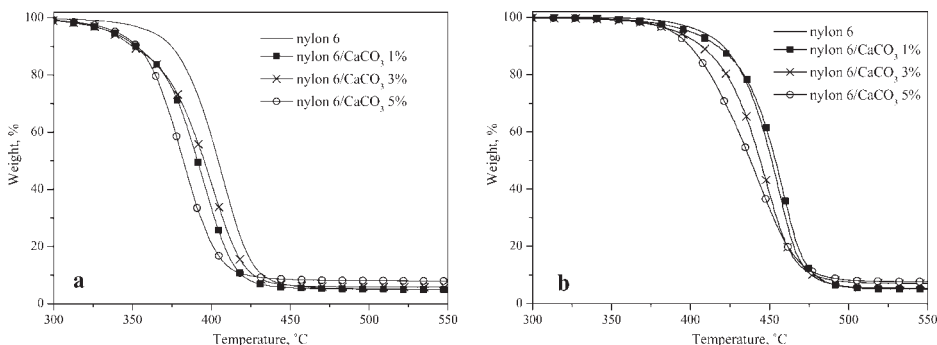 100
80
60
40
20
0
Weight, %
nylon 6
nylon 6/CaCO3 1%
nylon 6/CaCO3 3%
nylon 6/CaCO3 5%
a
300 350 400 450 500 550
Temperature, °C
100
80
60
40
20
0
Weight, %
nylon 6
nylon 6/CaCO3 1%
nylon 6/CaCO3 3%
nylon 6/CaCO3 5%
b
300 350 400 450 500 550
Temperature, °C